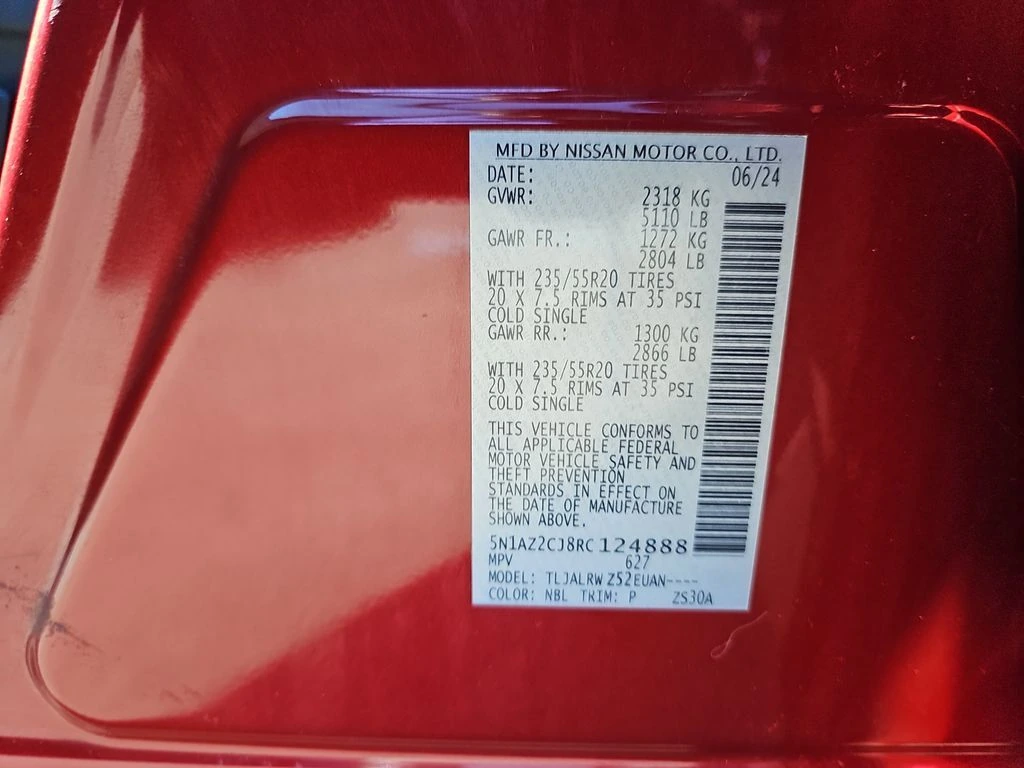 MFD BY NISSAN MOTOR CO., LTD.
DATE: 06/24
GVWR: 2318 KG
5110 LB
GAWR FR.: 1272 KG
2804 LB
WITH 235/55R20 TIRES
20 X 7.5 RIMS AT 35 PSI
COLD SINGLE
GAWR RR.: 1300 KG
2866 LB
WITH 235/55R20 TIRES
20 X 7.5 RIMS AT 35 PSI
COLD SINGLE
THIS VEHICLE CONFORMS TO
ALL APPLICABLE FEDERAL
MOTOR VEHICLE SAFETY AND
THEFT PREVENTION
STANDARDS IN EFFECT ON
THE DATE OF MANUFACTURE
SHOWN ABOVE.
5N1AZ2CJ8RC124888
MPV 627
MODEL: TLJALRW Z52EUAN----
COLOR: NBL TRIM: P ZS30A